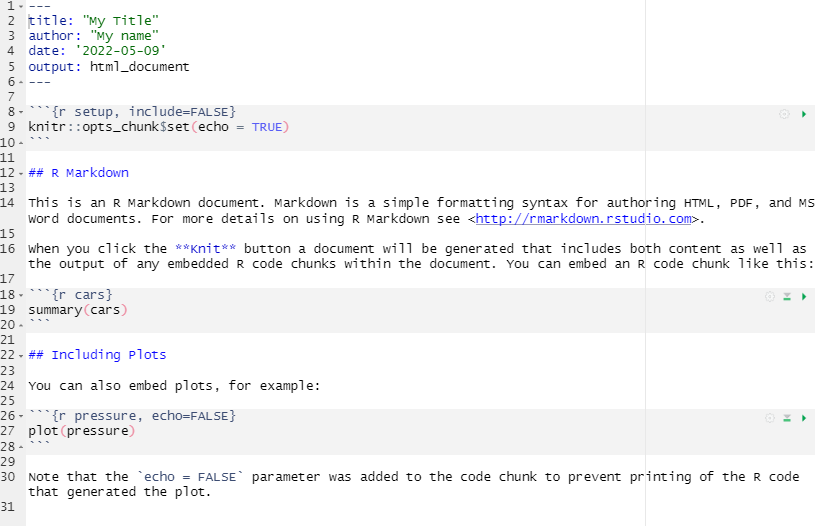 1 ---
2 title: "My Title"
3 author: "My name"
4 date: '2022-05-09'
5 output: html_document
6 ---
7
8 ```{r setup, include=FALSE}
9 knitr::opts_chunk$set(echo = TRUE)
10 ```
11
12 ## R Markdown
13
14 This is an R Markdown document. Markdown is a simple formatting syntax for authoring HTML, PDF, and MS
Word documents. For more details on using R Markdown see <http://rmarkdown.rstudio.com>.
15
16 When you click the **Knit** button a document will be generated that includes both content as well as
the output of any embedded R code chunks within the document. You can embed an R code chunk like this:
17
18 ```{r cars}
19 summary(cars)
20 ```
21
22 ## Including Plots
23
24 You can also embed plots, for example:
25
26 ```{r pressure, echo=FALSE}
27 plot(pressure)
28 ```
29
30 Note that the `echo = FALSE` parameter was added to the code chunk to prevent printing of the R code
that generated the plot.
31